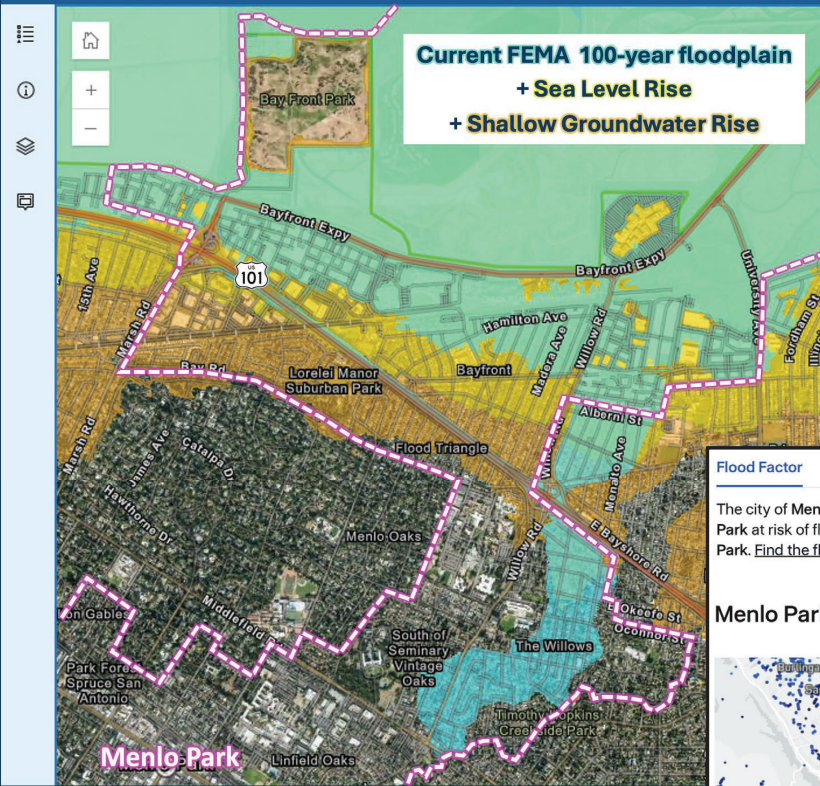 Current FEMA 100-year floodplain
+ Sea Level Rise
+ Shallow Groundwater Rise
Bay Front Park
+
−
Bayfront Expy
US
101
Bayfront Expy
15th Ave
Marsh Rd
Hamilton Ave
Madera Ave
Willow Rd
University Ave
Fordham St
Bay Rd
Lorelei Manor
Suburban Park
Bayfront
Alberni St
Marsh Rd
James Ave
Catalpa Dr
Flood Triangle
Menalto Ave
Hawthorne Dr
Menlo Oaks
Willow Rd
E Bayshore Rd
Middlefield
E Okeefe St
Oconnor St
South of
Seminary
Vintage
Oaks
The Willows
Park Fores
Spruce San
Antonio
Timothy Hopkins
Creekside Park
Menlo Park
Linfield Oaks
Flood Factor
The city of Men
Park at risk of fl
Park. Find the fl
Menlo Parl
Burlinga